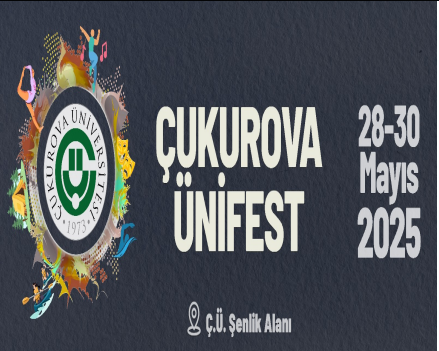 ÇUKUROVA ÜNİVERSİTESİ
1973
ÇUKUROVA
ÜNİFEST
28-30
Mayıs
2025
Ç.Ü. Şenlik Alanı